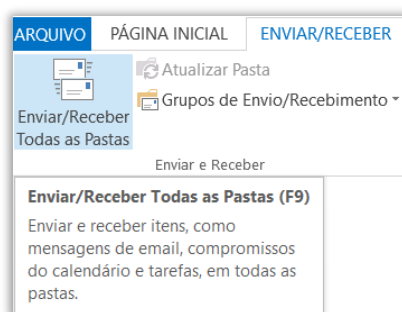 ARQUIVO PÁGINA INICIAL ENVIAR/RECEBER
Enviar/Receber
Todas as Pastas
Atualizar Pasta
Grupos de Envio/Recebimento
Enviar e Receber
Enviar/Receber Todas as Pastas (F9)
Enviar e receber itens, como
mensagens de email, compromissos
do calendário e tarefas, em todas as
pastas.